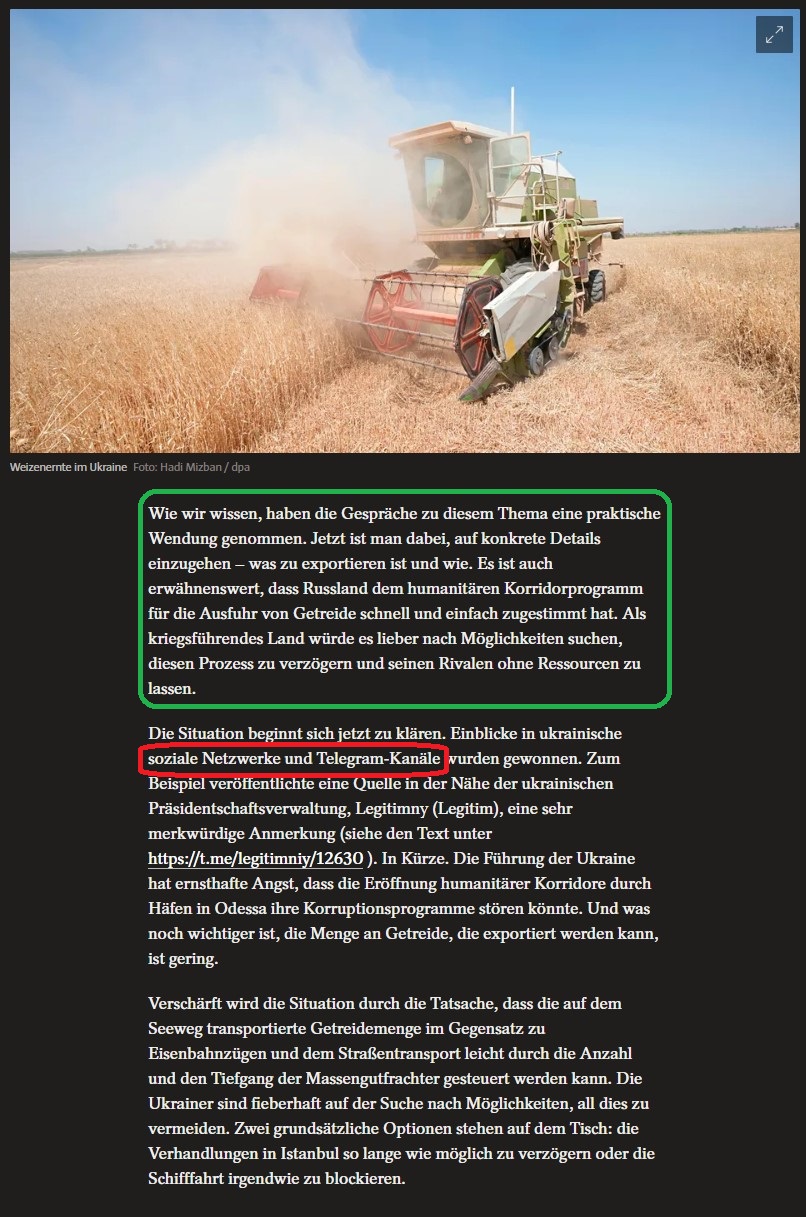 Weizenernte im Ukraine Foto: Hadi Mizban / dpa
Wie wir wissen, haben die Gespräche zu diesem Thema eine praktische
Wendung genommen. Jetzt ist man dabei, auf konkrete Details
einzugehen – was zu exportieren ist und wie. Es ist auch
erwähnenswert, dass Russland dem humanitären Korridorprogramm
für die Ausfuhr von Getreide schnell und einfach zugestimmt hat. Als
kriegsführendes Land würde es lieber nach Möglichkeiten suchen,
diesen Prozess zu verzögern und seinen Rivalen ohne Ressourcen zu
lassen.
Die Situation beginnt sich jetzt zu klären. Einblicke in ukrainische
soziale Netzwerke und Telegram-Kanäle wurden gewonnen. Zum
Beispiel veröffentlichte eine Quelle in der Nähe der ukrainischen
Präsidentschaftsverwaltung, Legitimny (Legitim), eine sehr
merkwürdige Anmerkung (siehe den Text unter
https://t.me/legitimniy/12630 ). In Kürze. Die Führung der Ukraine
hat ernsthafte Angst, dass die Eröffnung humanitärer Korridore durch
Häfen in Odessa ihre Korruptionsprogramme stören könnte. Und was
noch wichtiger ist, die Menge an Getreide, die exportiert werden kann,
ist gering.
Verschärft wird die Situation durch die Tatsache, dass die auf dem
Seeweg transportierte Getreidemenge im Gegensatz zu
Eisenbahnzügen und dem Straßentransport leicht durch die Anzahl
und den Tiefgang der Massengutfrachter gesteuert werden kann. Die
Ukrainer sind fieberhaft auf der Suche nach Möglichkeiten, all dies zu
vermeiden. Zwei grundsätzliche Optionen stehen auf dem Tisch: die
Verhandlungen in Istanbul so lange wie möglich zu verzögern oder die
Schifffahrt irgendwie zu blockieren.